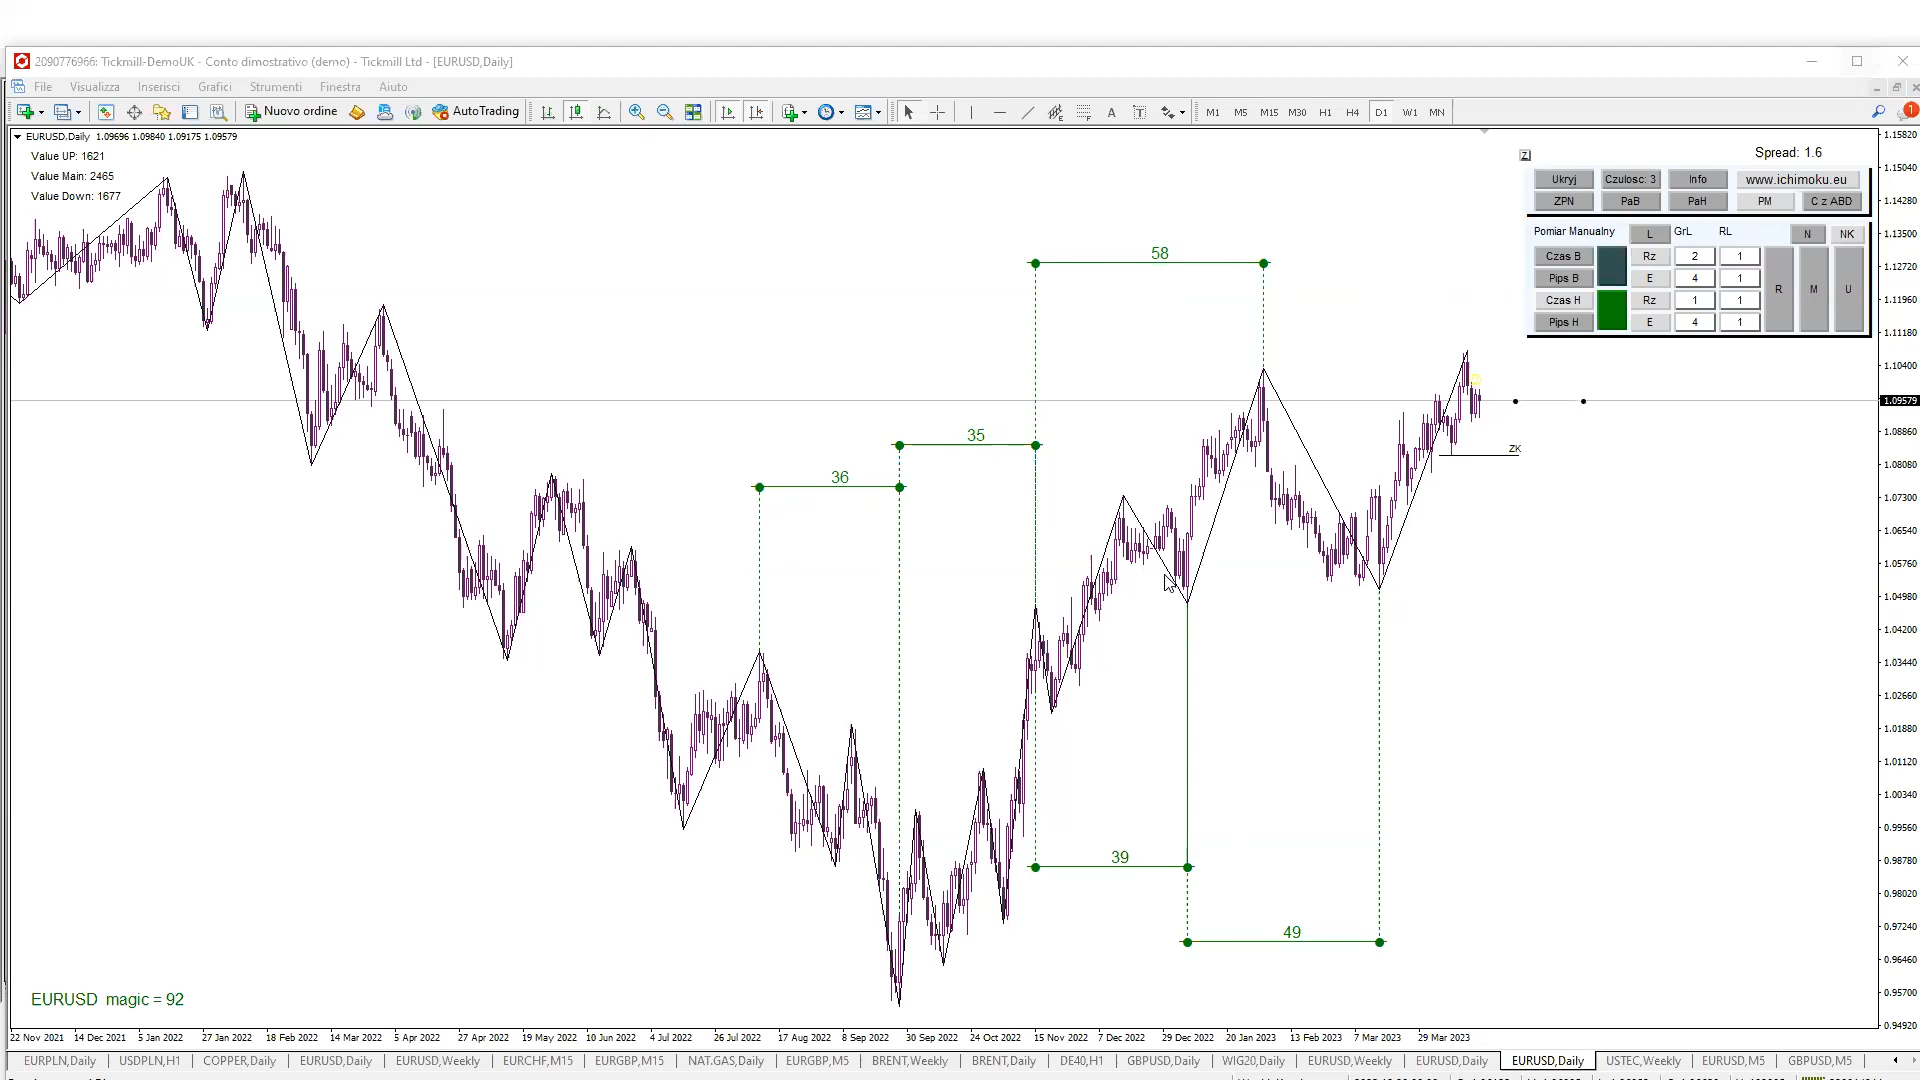 2090776966: Tickmill-DemoUK - Conto dimostrativo (demo) - Tickmill Ltd - [EURUSD,Daily]
File Visualizza Inserisci Grafici Strumenti Finestra Aiuto
Nuovo ordine AutoTrading A T M1 M5 M15 M30 H1 H4 D1 W1 MN 1
EURUSD,Daily 1.09696 1.09840 1.09175 1.09579
Value UP: 1621
Value Main: 2465
Value Down: 1677
Z| Spread: 1.6
Ukryj Czulosc: 3 Info www.ichimoku.eu
ZPN PaB PaH PM C z ABD
Pomiar Manualny L GrL RL N NK
Czas B Rz 2 1
Pips B E 4 1
R M U
Czas H Rz 1 1
Pips H E 4 1
58
35
36
39
49
ZK
1.15820
1.15040
1.14280
1.13500
1.12720
1.11960
1.11180
1.10400
1.09579
1.08860
1.08080
1.07300
1.06540
1.05760
1.04980
1.04200
1.03440
1.02660
1.01880
1.01120
1.00340
0.99560
0.98780
0.98020
0.97240
0.96460
0.95700
0.94920
EURUSD magic = 92
22 Nov 2021 14 Dec 2021 5 Jan 2022 27 Jan 2022 18 Feb 2022 14 Mar 2022 5 Apr 2022 27 Apr 2022 19 May 2022 10 Jun 2022 4 Jul 2022 26 Jul 2022 17 Aug 2022 8 Sep 2022 30 Sep 2022 24 Oct 2022 15 Nov 2022 7 Dec 2022 29 Dec 2022 20 Jan 2023 13 Feb 2023 7 Mar 2023 29 Mar 2023
EURPLN,Daily USDPLN,H1 COPPER,Daily EURUSD,Daily EURUSD,Weekly EURCHF,M15 EURGBP,M15 NAT.GAS,Daily EURGBP,M5 BRENT,Weekly BRENT,Daily DE40,H1 GBPUSD,Daily WIG20,Daily EURUSD,Weekly EURUSD,Daily EURUSD,Daily USTEC,Weekly EURUSD,M5 GBPUSD,M5